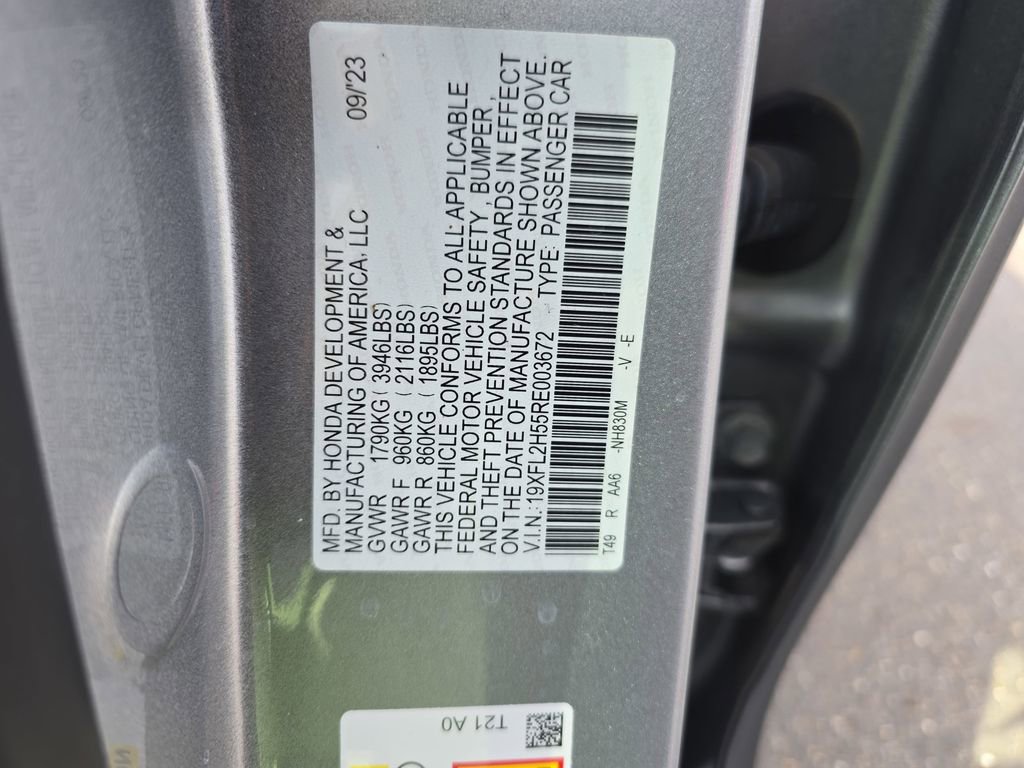 MFD. BY HONDA DEVELOPMENT & 09/'23
MANUFACTURING OF AMERICA, LLC
GVWR 1790KG ( 3946LBS)
GAWR F 960KG ( 2116LBS)
GAWR R 860KG ( 1895LBS)
THIS VEHICLE CONFORMS TO ALL APPLICABLE
FEDERAL MOTOR VEHICLE SAFETY, BUMPER,
AND THEFT PREVENTION STANDARDS IN EFFECT
ON THE DATE OF MANUFACTURE SHOWN ABOVE.
V.I.N.:19XFL2H55RE003672 TYPE: PASSENGER CAR
T49 R AA6 -NH830M -V -E
T21 A0